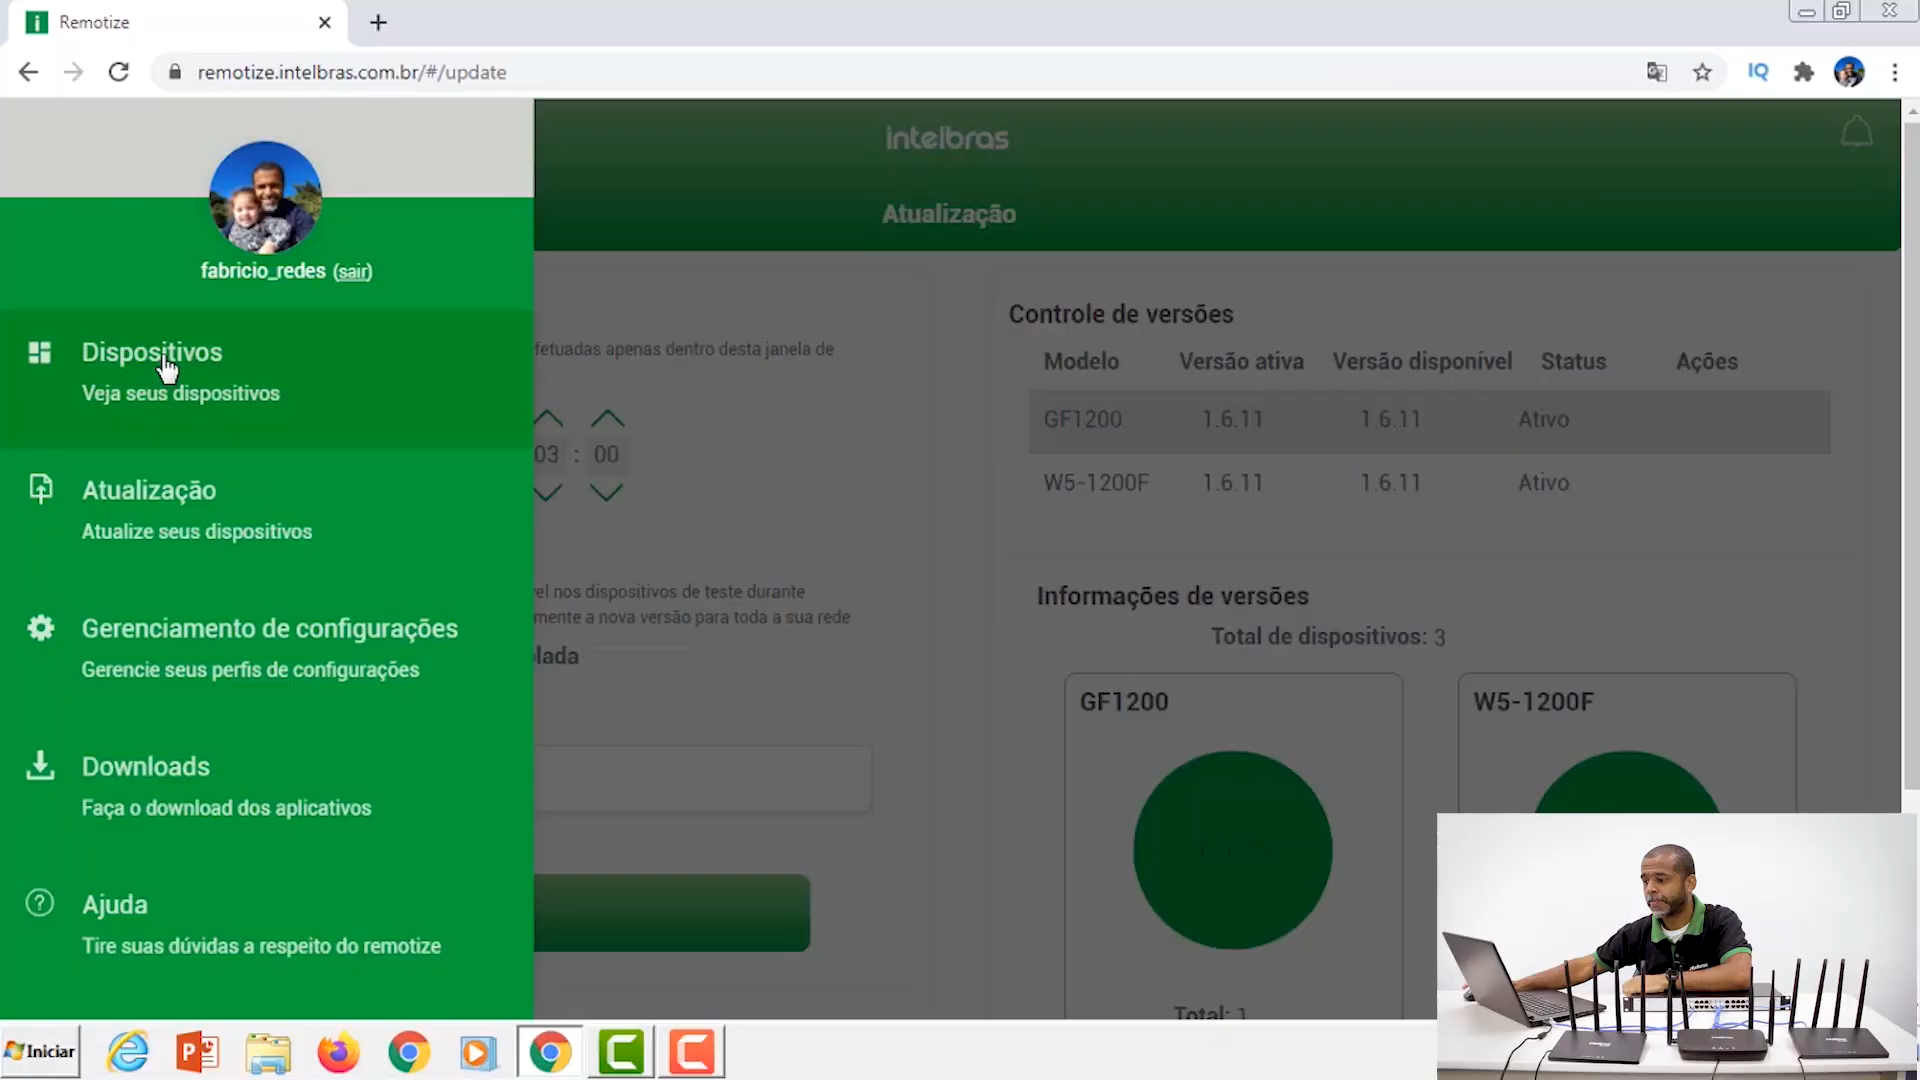 Remotize
remotize.intelbras.com.br/#/update
IQ
intelbras
Atualização
fabricio_redes (sair)
Dispositivos
Veja seus dispositivos
Atualização
Atualize seus dispositivos
Gerenciamento de configurações
Gerencie seus perfis de configurações
Downloads
Faça o download dos aplicativos
Ajuda
Tire suas dúvidas a respeito do remotize
fetuadas apenas dentro desta janela de
03 : 00
el nos dispositivos de teste durante
mente a nova versão para toda a sua rede
lada
Controle de versões
Modelo Versão ativa Versão disponível Status Ações
GF1200 1.6.11 1.6.11 Ativo
W5-1200F 1.6.11 1.6.11 Ativo
Informações de versões
Total de dispositivos: 3
GF1200 W5-1200F
Total: 1
Iniciar